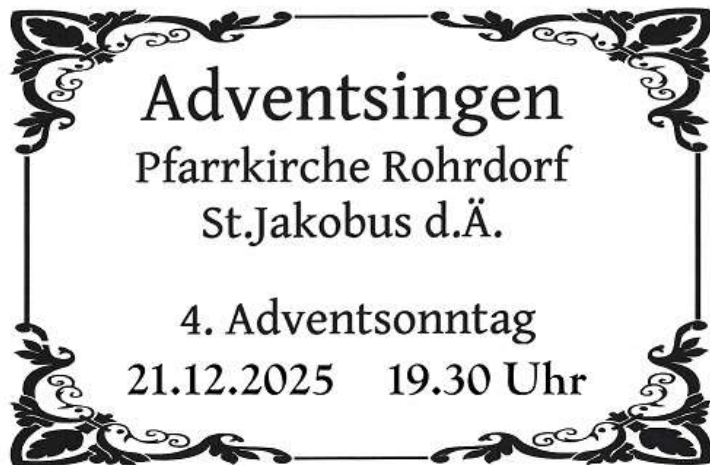 Adventsingen
Pfarrkirche Rohrdorf
St.Jakobus d.Ä.
4. Adventsonntag
21.12.2025 19.30 Uhr